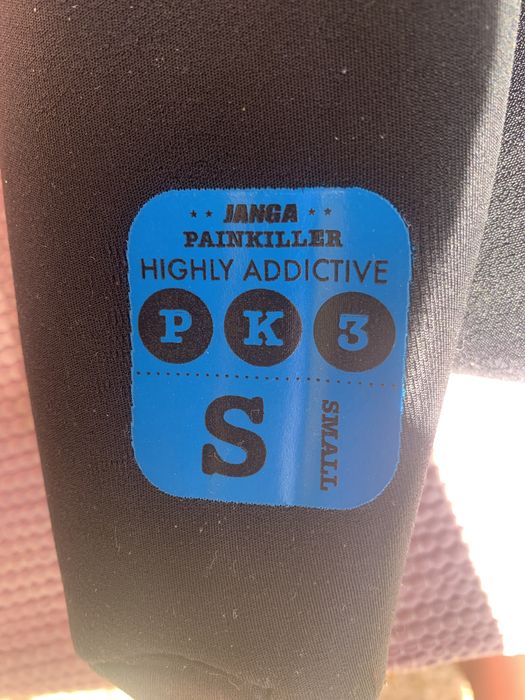 JANGA
PAINKILLER
HIGHLY ADDICTIVE
P K 3
S SMALL